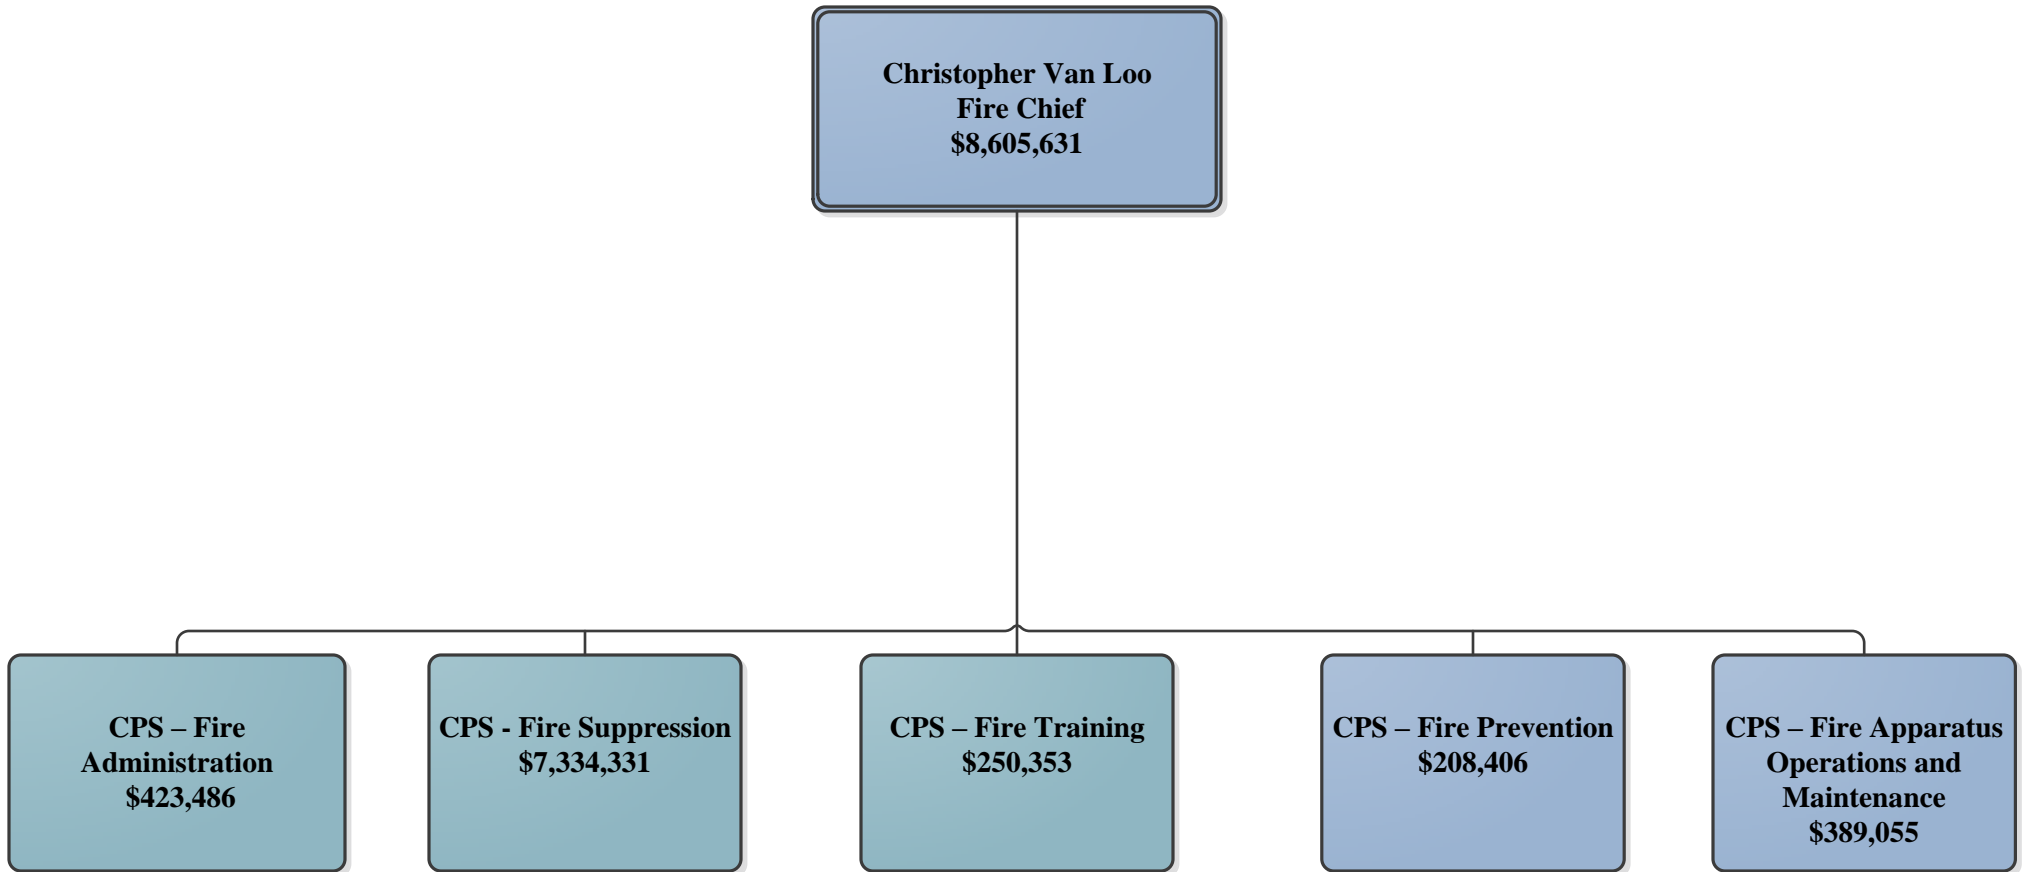 Christopher Van Loo
Fire Chief
$8,605,631
CPS – Fire
Administration
$423,486
CPS - Fire Suppression
$7,334,331
CPS – Fire Training
$250,353
CPS – Fire Prevention
$208,406
CPS – Fire Apparatus
Operations and
Maintenance
$389,055